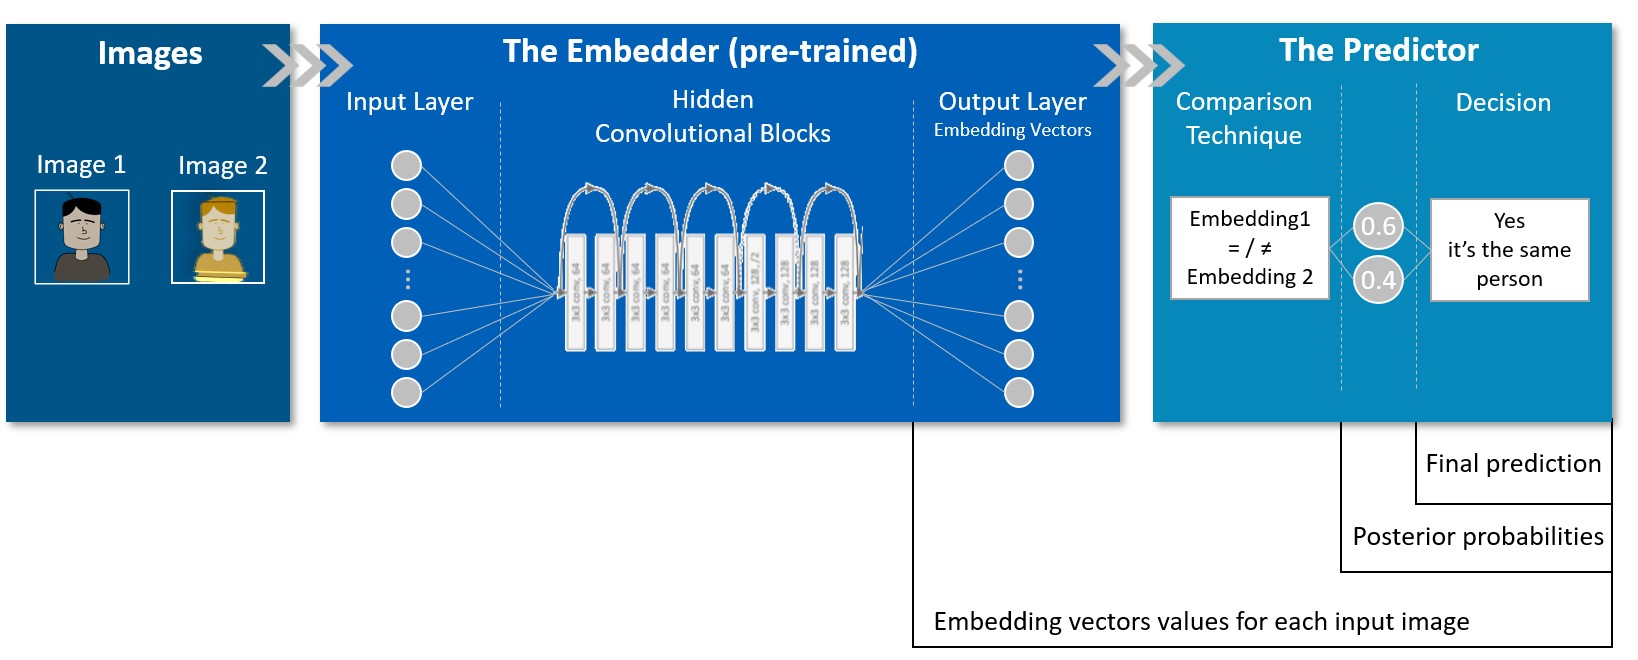 Images
Image 1
Image 2
The Embedder (pre-trained)
Input Layer
Hidden
Convolutional Blocks
Output Layer
Embedding Vectors
3x3 conv, 64
3x3 conv, 64
3x3 conv, 64
3x3 conv, 64
3x3 conv, 64
3x3 conv, 64
3x3 conv, 128, /2
3x3 conv, 128
3x3 conv, 128
3x3 conv, 128
The Predictor
Comparison
Technique
Decision
Embedding1
= / ≠
Embedding 2
0.6
0.4
Yes
it’s the same
person
Final prediction
Posterior probabilities
Embedding vectors values for each input image